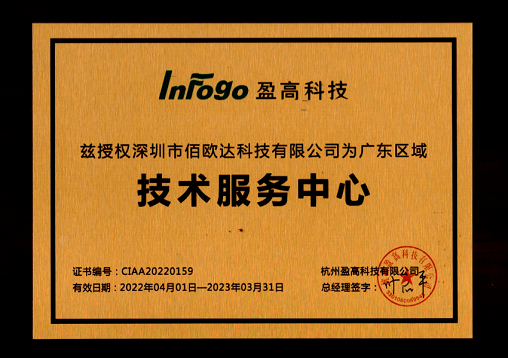 Infogo 盈高科技
兹授权深圳市佰欧达科技有限公司为广东区域
技术服务中心
证书编号：CIAA20220159
杭州盈高科技有限公司
有效日期：2022年04月01日—2023年03月31日
总经理签字：